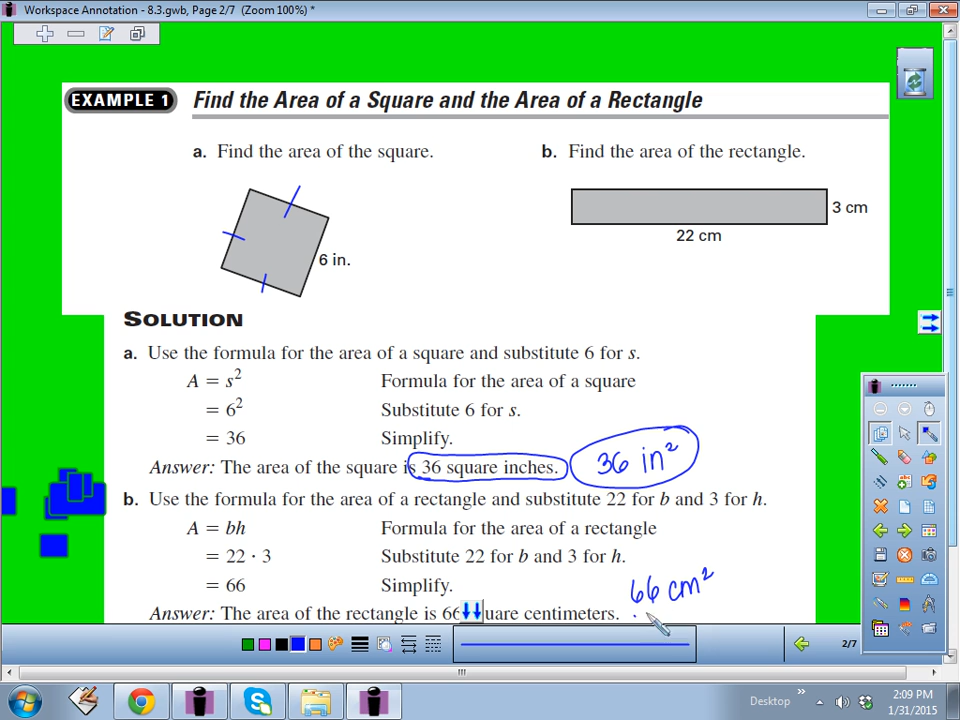 Workspace Annotation - 8.3.gwb, Page 2/7 (Zoom 100%) *
EXAMPLE 1 Find the Area of a Square and the Area of a Rectangle
a. Find the area of the square.
b. Find the area of the rectangle.
6 in.
3 cm
22 cm
SOLUTION
a. Use the formula for the area of a square and substitute 6 for s.
A = s² Formula for the area of a square
= 6² Substitute 6 for s.
= 36 Simplify.
Answer: The area of the square is 36 square inches. 36 in²
b. Use the formula for the area of a rectangle and substitute 22 for b and 3 for h.
A = bh Formula for the area of a rectangle
= 22 · 3 Substitute 22 for b and 3 for h.
= 66 Simplify.
66 cm²
Answer: The area of the rectangle is 66 uare centimeters.
2/7
Desktop
2:09 PM
1/31/2015